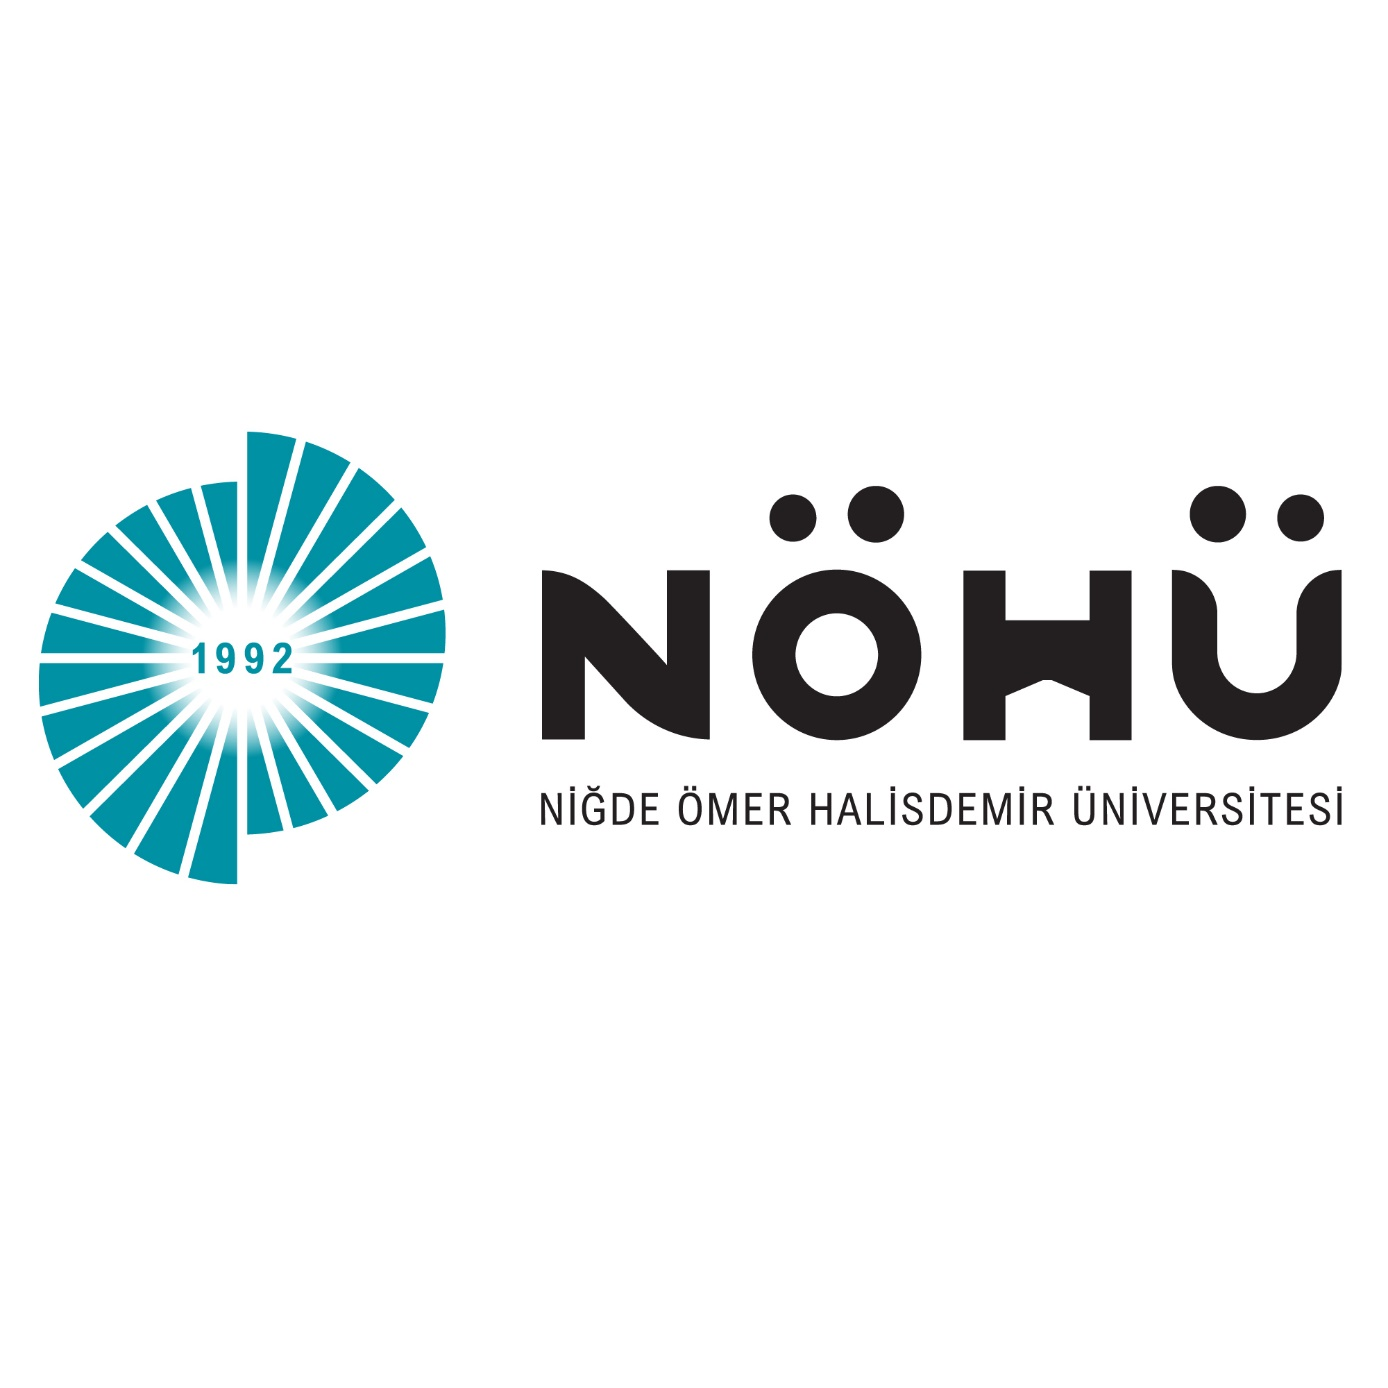 1992
NÖHÜ
NİĞDE ÖMER HALİSDEMİR ÜNİVERSİTESİ